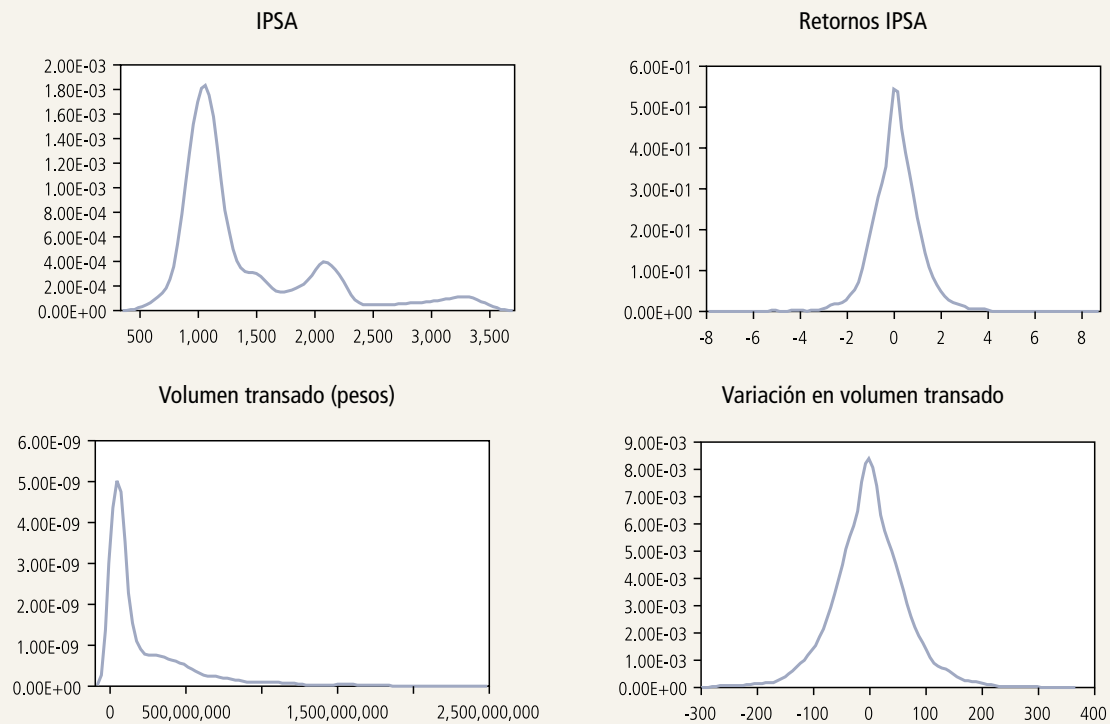 IPSA
2.00E-03
1.80E-03
1.60E-03
1.40E-03
1.20E-03
1.00E-03
8.00E-04
6.00E-04
4.00E-04
2.00E-04
0.00E+00
500 1,000 1,500 2,000 2,500 3,000 3,500
Retornos IPSA
6.00E-01
5.00E-01
4.00E-01
3.00E-01
2.00E-01
1.00E-01
0.00E+00
-8 -6 -4 -2 0 2 4 6 8
Volumen transado (pesos)
6.00E-09
5.00E-09
4.00E-09
3.00E-09
2.00E-09
1.00E-09
0.00E+00
0 500,000,000 1,500,000,000 2,500,000,000
Variación en volumen transado
9.00E-03
8.00E-03
7.00E-03
6.00E-03
5.00E-03
4.00E-03
3.00E-03
2.00E-03
1.00E-03
0.00E+00
-300 -200 -100 0 100 200 300 400